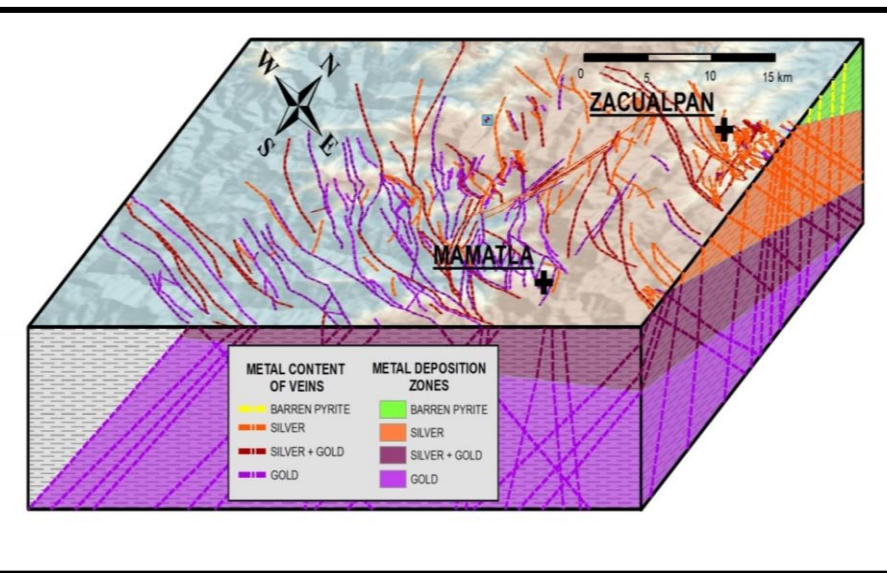 W
N
S
E
0
5
10
15 km
ZACUALPAN
MAMATLA
METAL CONTENT
OF VEINS
BARREN PYRITE
SILVER
SILVER + GOLD
GOLD
METAL DEPOSITION
ZONES
BARREN PYRITE
SILVER
SILVER + GOLD
GOLD